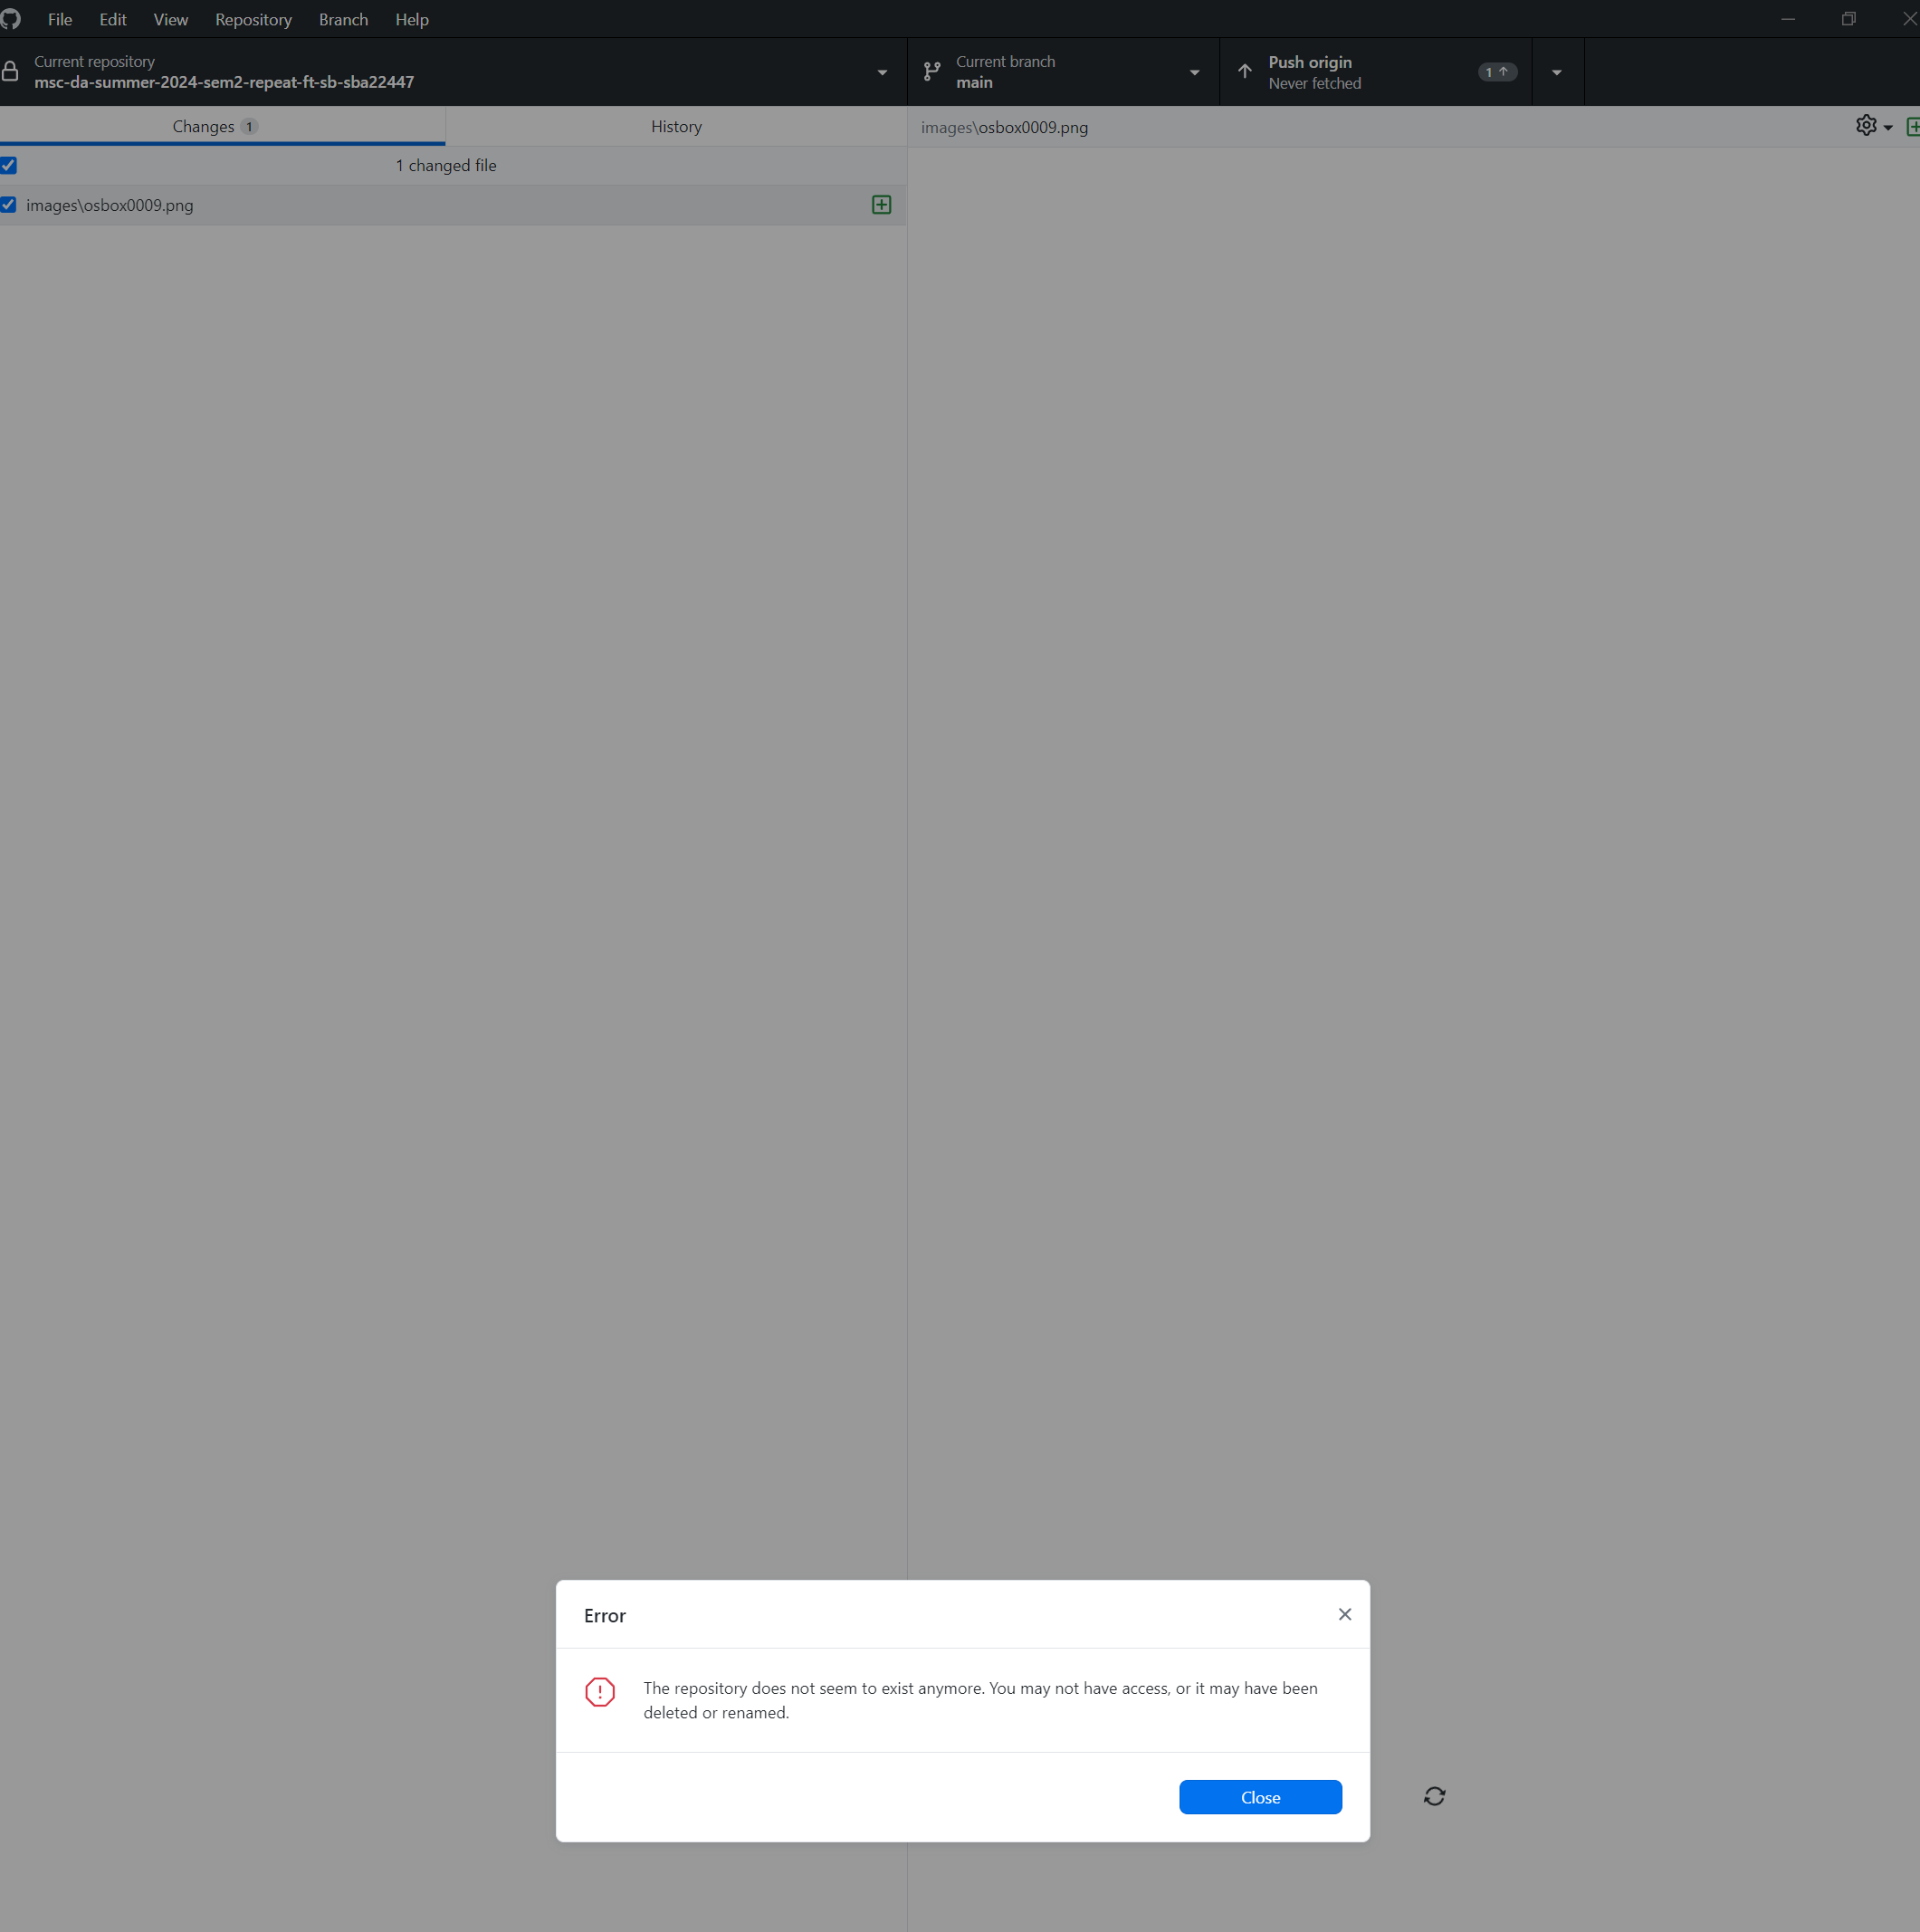 File Edit View Repository Branch Help
Current repository
msc-da-summer-2024-sem2-repeat-ft-sb-sba22447
Current branch
main
Push origin
Never fetched
1
Changes 1
History
images\osbox0009.png
1 changed file
images\osbox0009.png
Error
The repository does not seem to exist anymore. You may not have access, or it may have been
deleted or renamed.
Close